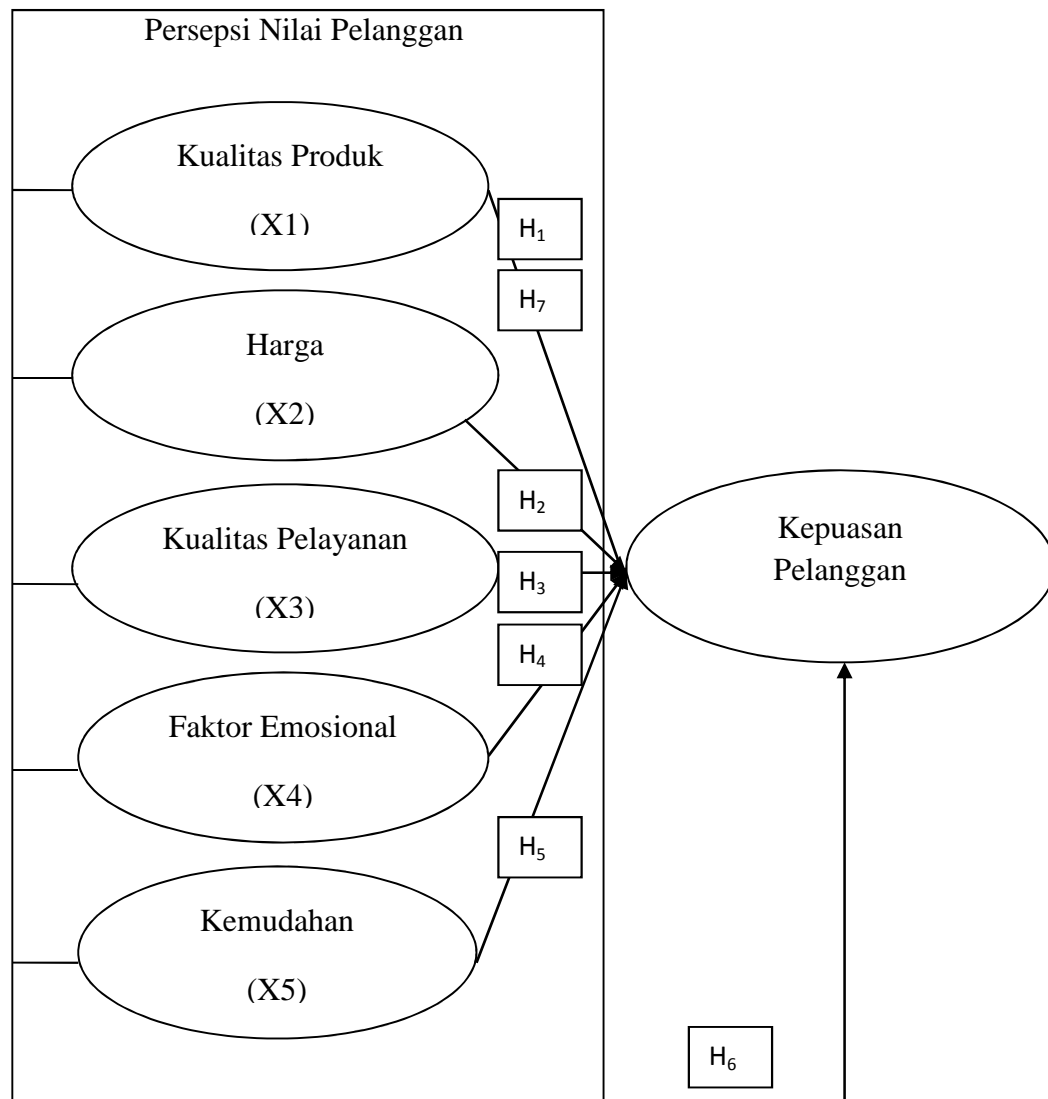 Persepsi Nilai Pelanggan
Kualitas Produk
(X1)
H₁
H₇
Harga
(X2)
H₂
Kualitas Pelayanan
(X3)
H₃
Kepuasan
Pelanggan
H₄
Faktor Emosional
(X4)
H₅
Kemudahan
(X5)
H₆